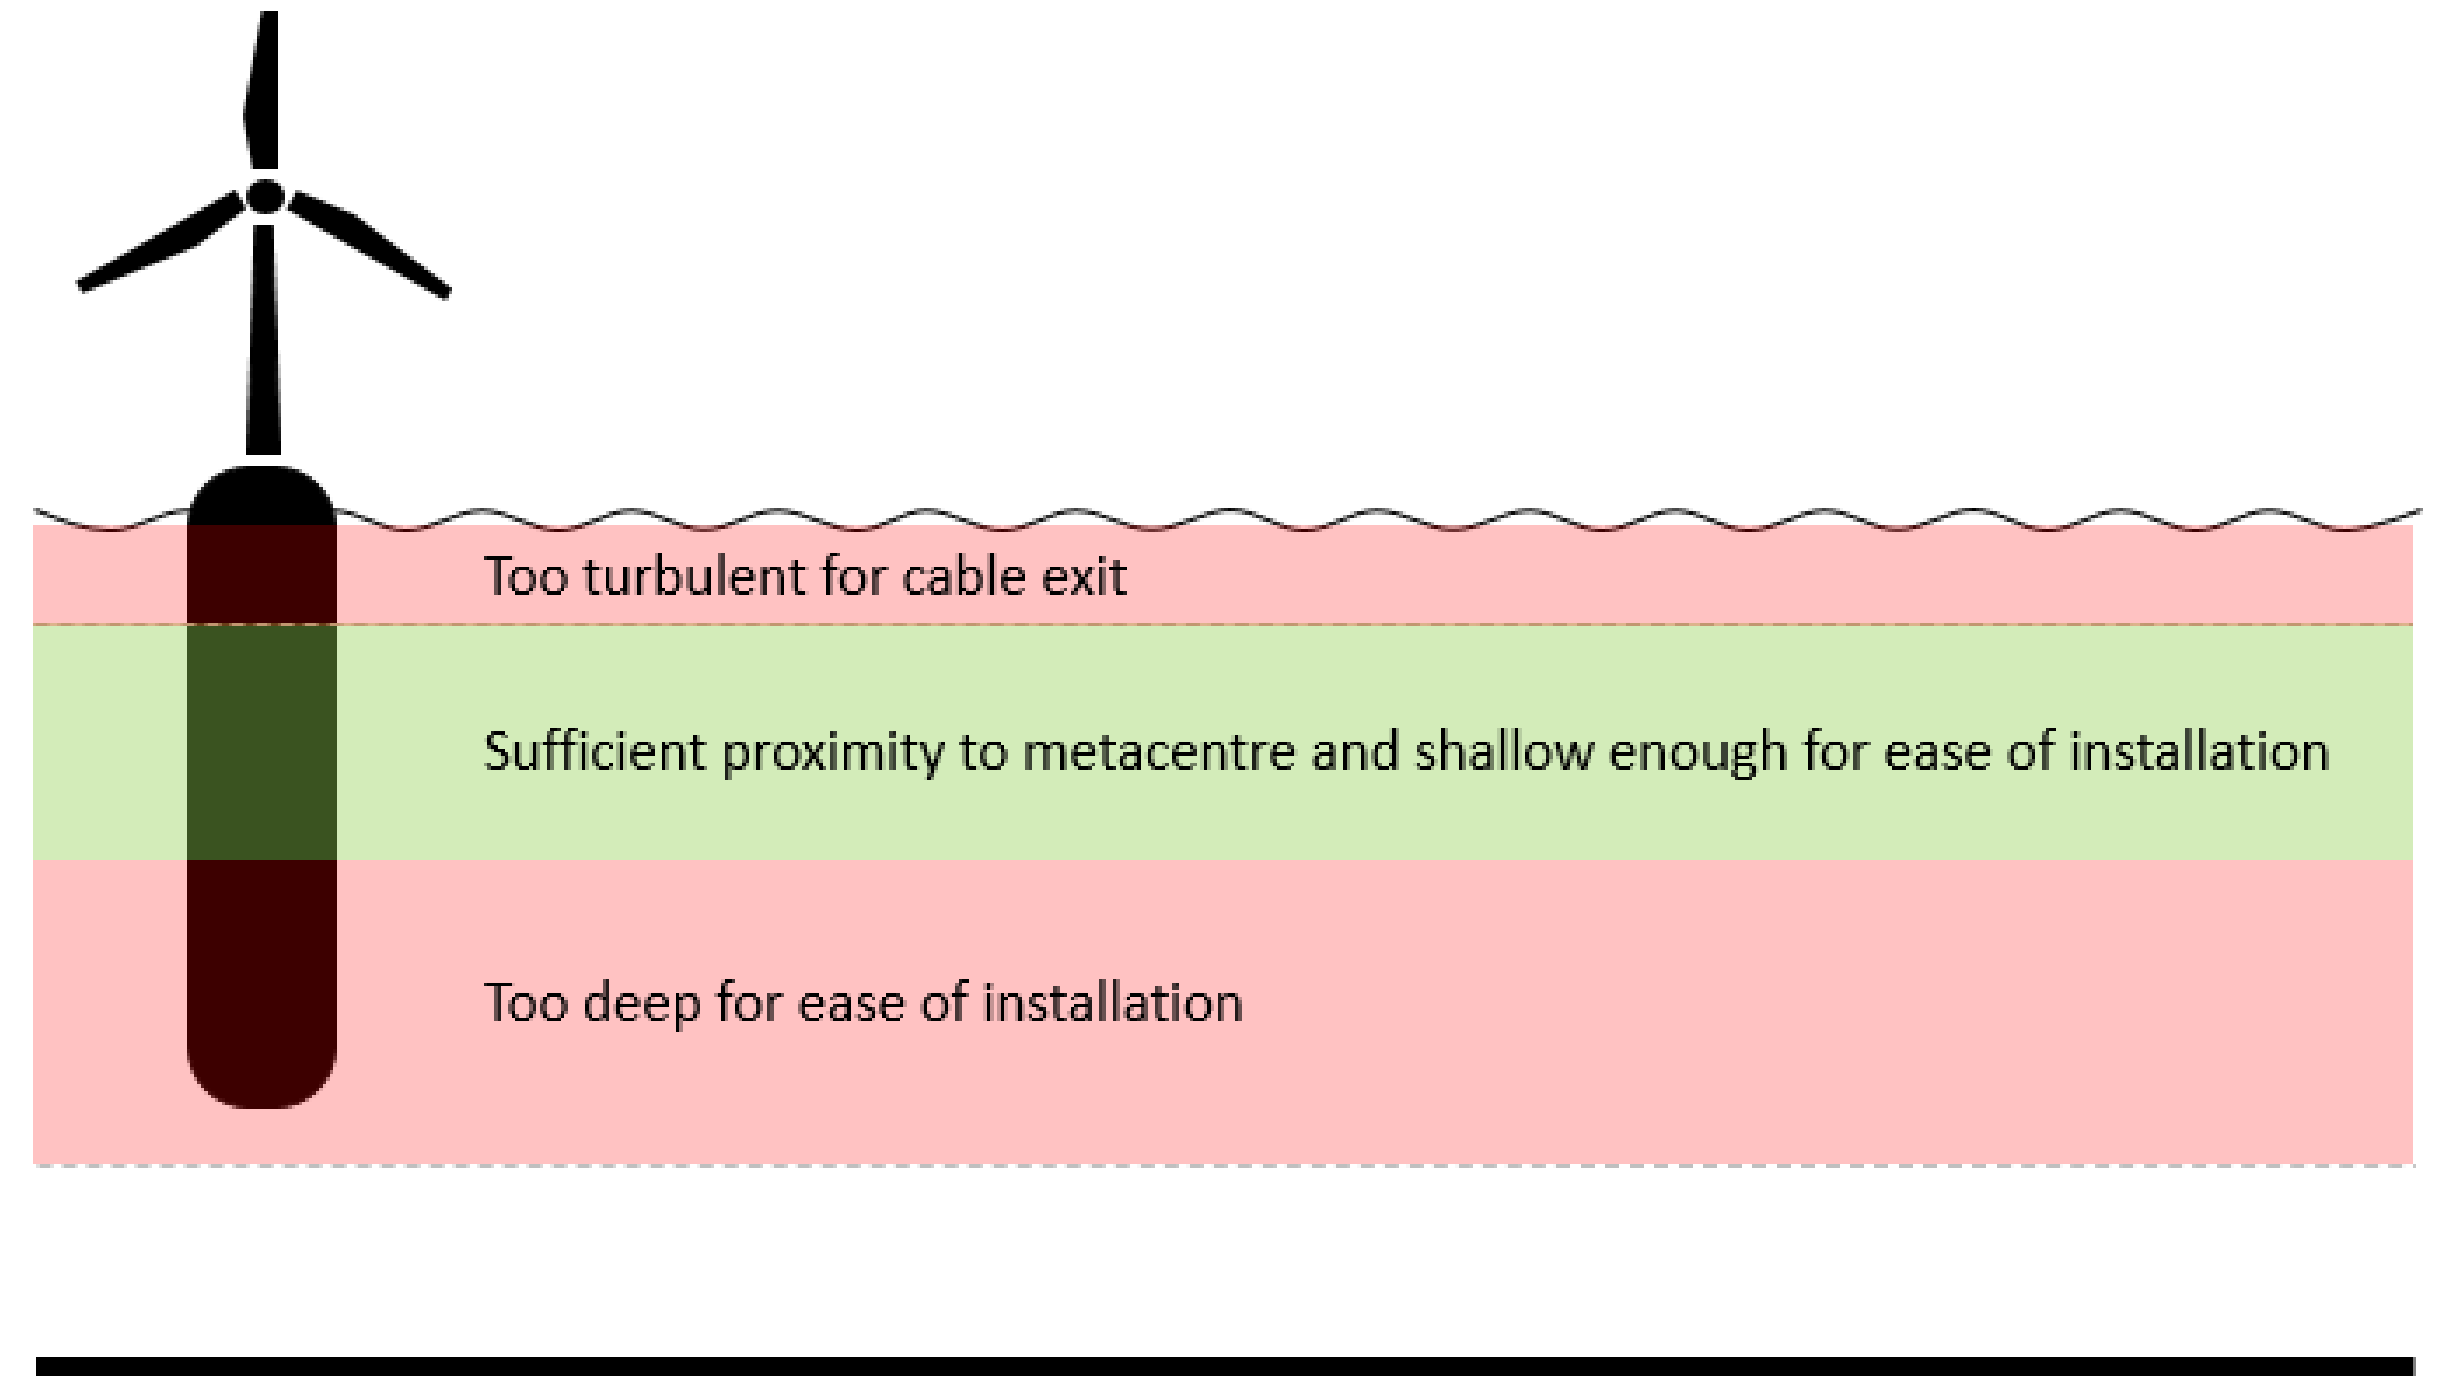 Too turbulent for cable exit
Sufficient proximity to metacentre and shallow enough for ease of installation
Too deep for ease of installation